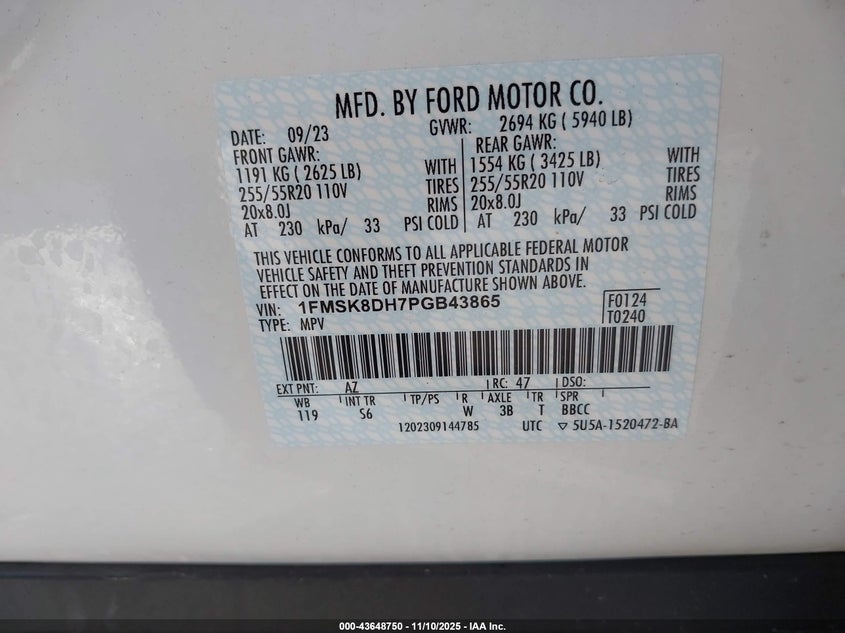 MFD. BY FORD MOTOR CO.
DATE: 09/23 GVWR: 2694 KG ( 5940 LB)
FRONT GAWR: REAR GAWR:
1191 KG ( 2625 LB) WITH 1554 KG ( 3425 LB) WITH
255/55R20 110V TIRES 255/55R20 110V TIRES
20x8.0J RIMS 20x8.0J RIMS
AT 230 kPa/ 33 PSI COLD AT 230 kPa/ 33 PSI COLD
THIS VEHICLE CONFORMS TO ALL APPLICABLE FEDERAL MOTOR
VEHICLE SAFETY AND THEFT PREVENTION STANDARDS IN
EFFECT ON THE DATE OF MANUFACTURE SHOWN ABOVE.
VIN: 1FMSK8DH7PGB43865 F0124
TYPE: MPV T0240
EXT PNT: AZ RC: 47 DSO:
WB INT TR TP/PS R AXLE TR SPR
119 S6 W 3B T BBCC
1202309144785 UTC ▽ 5U5A-1520472-BA
000-43648750 — 11/10/2025 — IAA Inc.